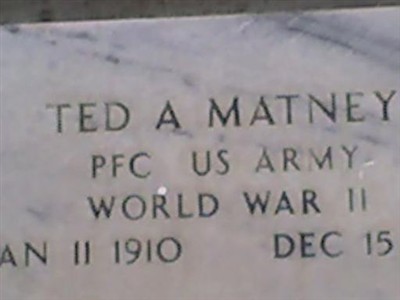 TED A MATNEY
PFC US ARMY
WORLD WAR II
AN 11 1910 DEC 15